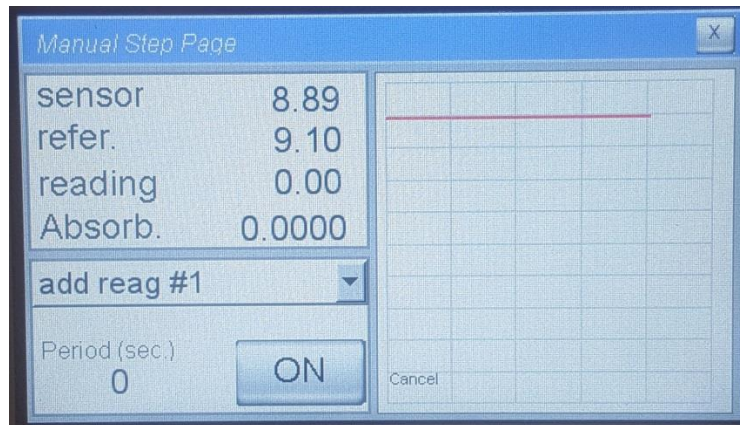 Manual Step Page
X
sensor 8.89
refer. 9.10
reading 0.00
Absorb. 0.0000
add reag #1
Period (sec.)
0
ON
Cancel